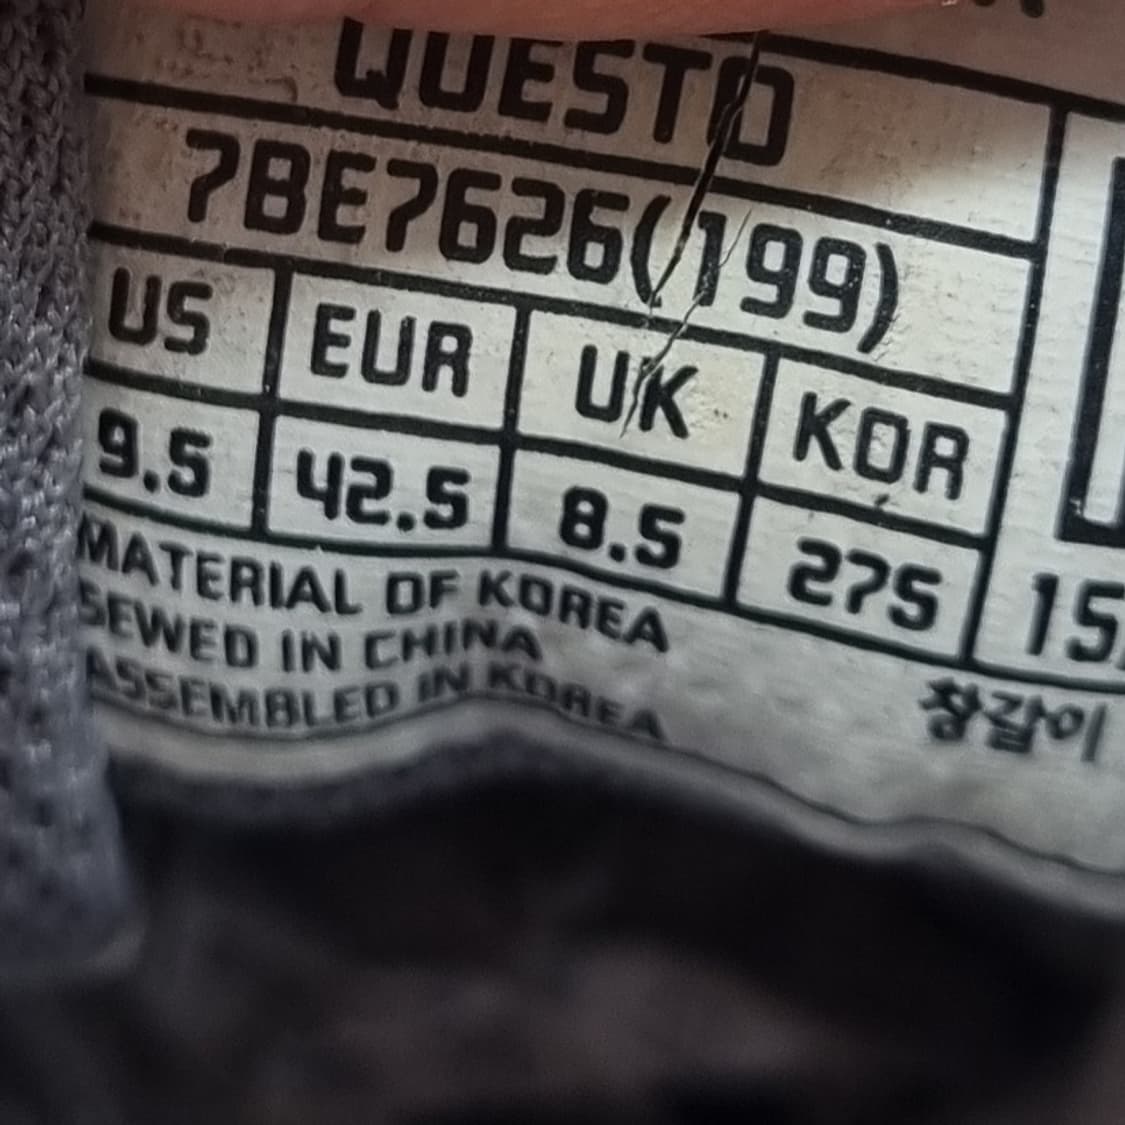 QUESTO
7BE7626(199)
US EUR UK KOR
9.5 42.5 8.5 275 15
MATERIAL OF KOREA
SEWED IN CHINA
ASSEMBLED IN KOREA
창갈이